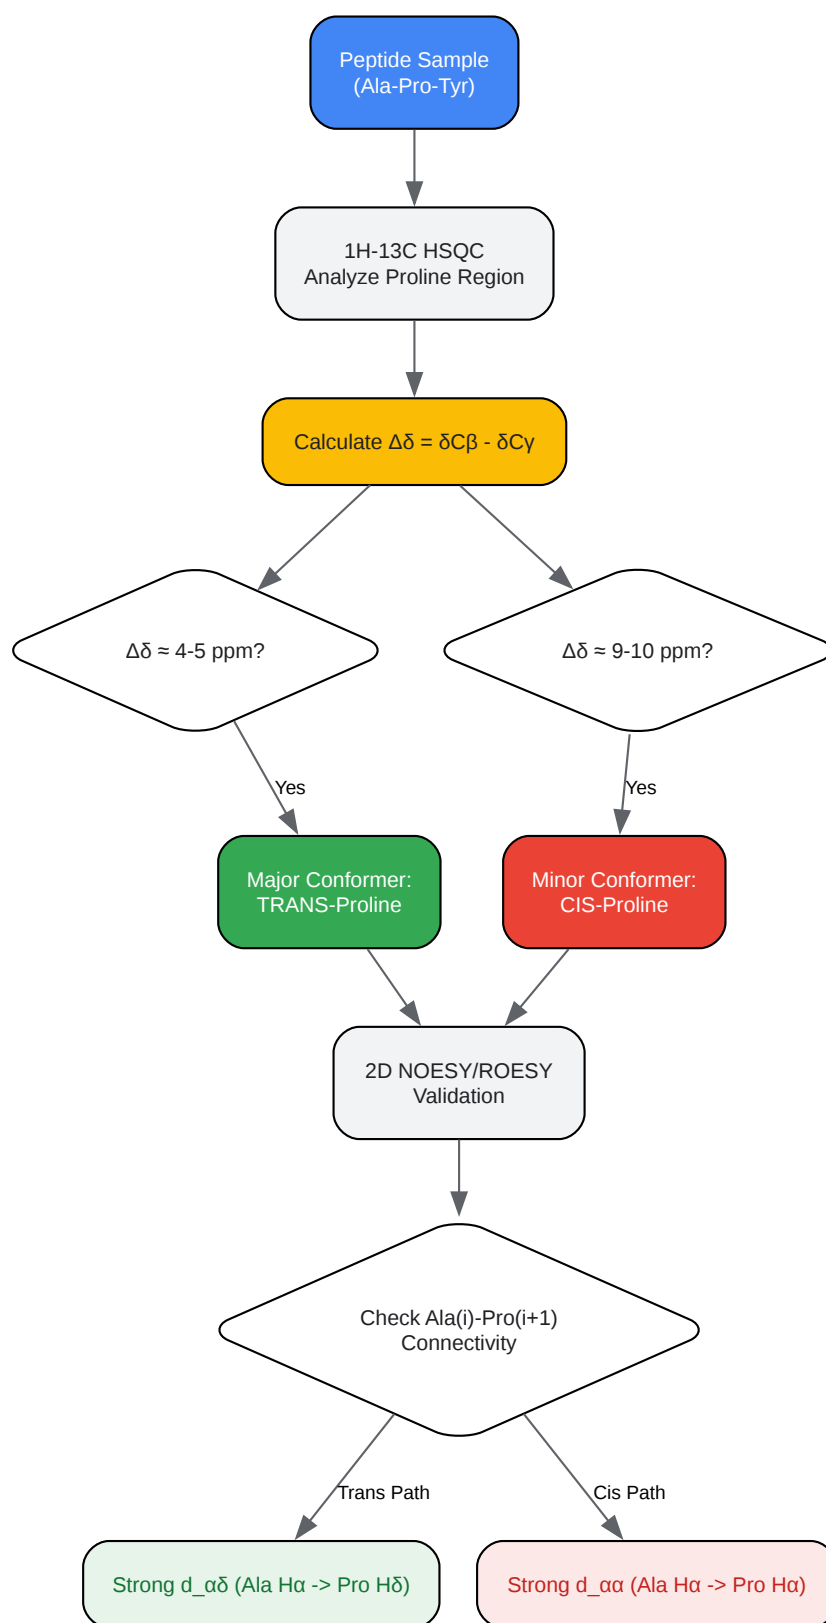 Peptide Sample
(Ala-Pro-Tyr)
1H-13C HSQC
Analyze Proline Region
Calculate Δδ = δCβ - δCγ
Δδ ≈ 4-5 ppm?
Δδ ≈ 9-10 ppm?
Yes
Yes
Major Conformer:
TRANS-Proline
Minor Conformer:
CIS-Proline
2D NOESY/ROESY
Validation
Check Ala(i)-Pro(i+1)
Connectivity
Trans Path
Cis Path
Strong d_αδ (Ala Hα -> Pro Hδ)
Strong d_αα (Ala Hα -> Pro Hα)